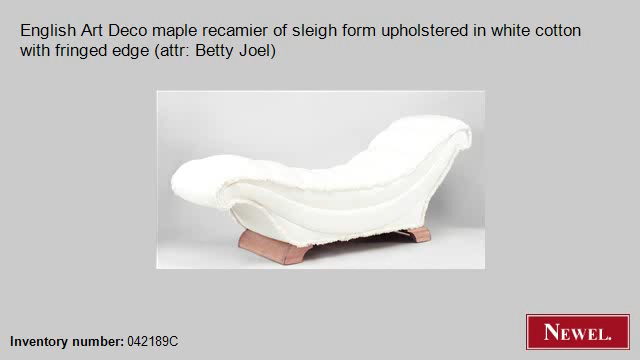 English Art Deco maple recamier of sleigh form upholstered in white cotton
with fringed edge (attr: Betty Joel)
Inventory number: 042189C
NEWEL.